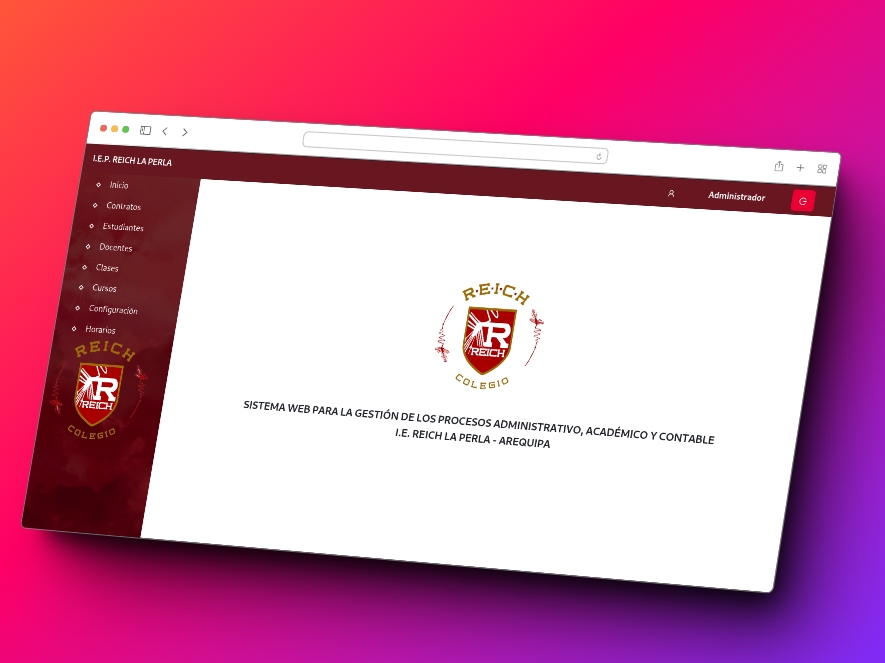 I.E.P. REICH LA PERLA
Administrador
Inicio
Contratos
Estudiantes
Docentes
Clases
Cursos
Configuración
Horarios
REICH
R
REICH
COLEGIO
R·E·I·C·H
R
REICH
COLEGIO
SISTEMA WEB PARA LA GESTIÓN DE LOS PROCESOS ADMINISTRATIVO, ACADÉMICO Y CONTABLE
I.E. REICH LA PERLA - AREQUIPA